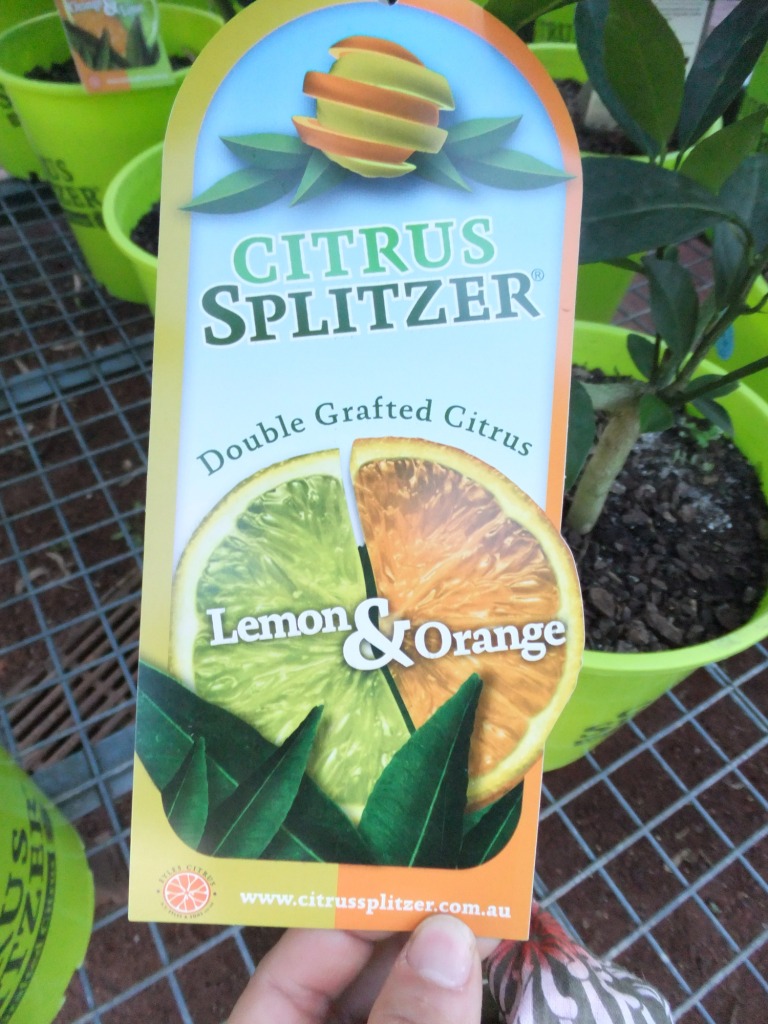 CITRUS
SPLITZER®
Double Grafted Citrus
Lemon & Orange
www.citrussplitzer.com.au